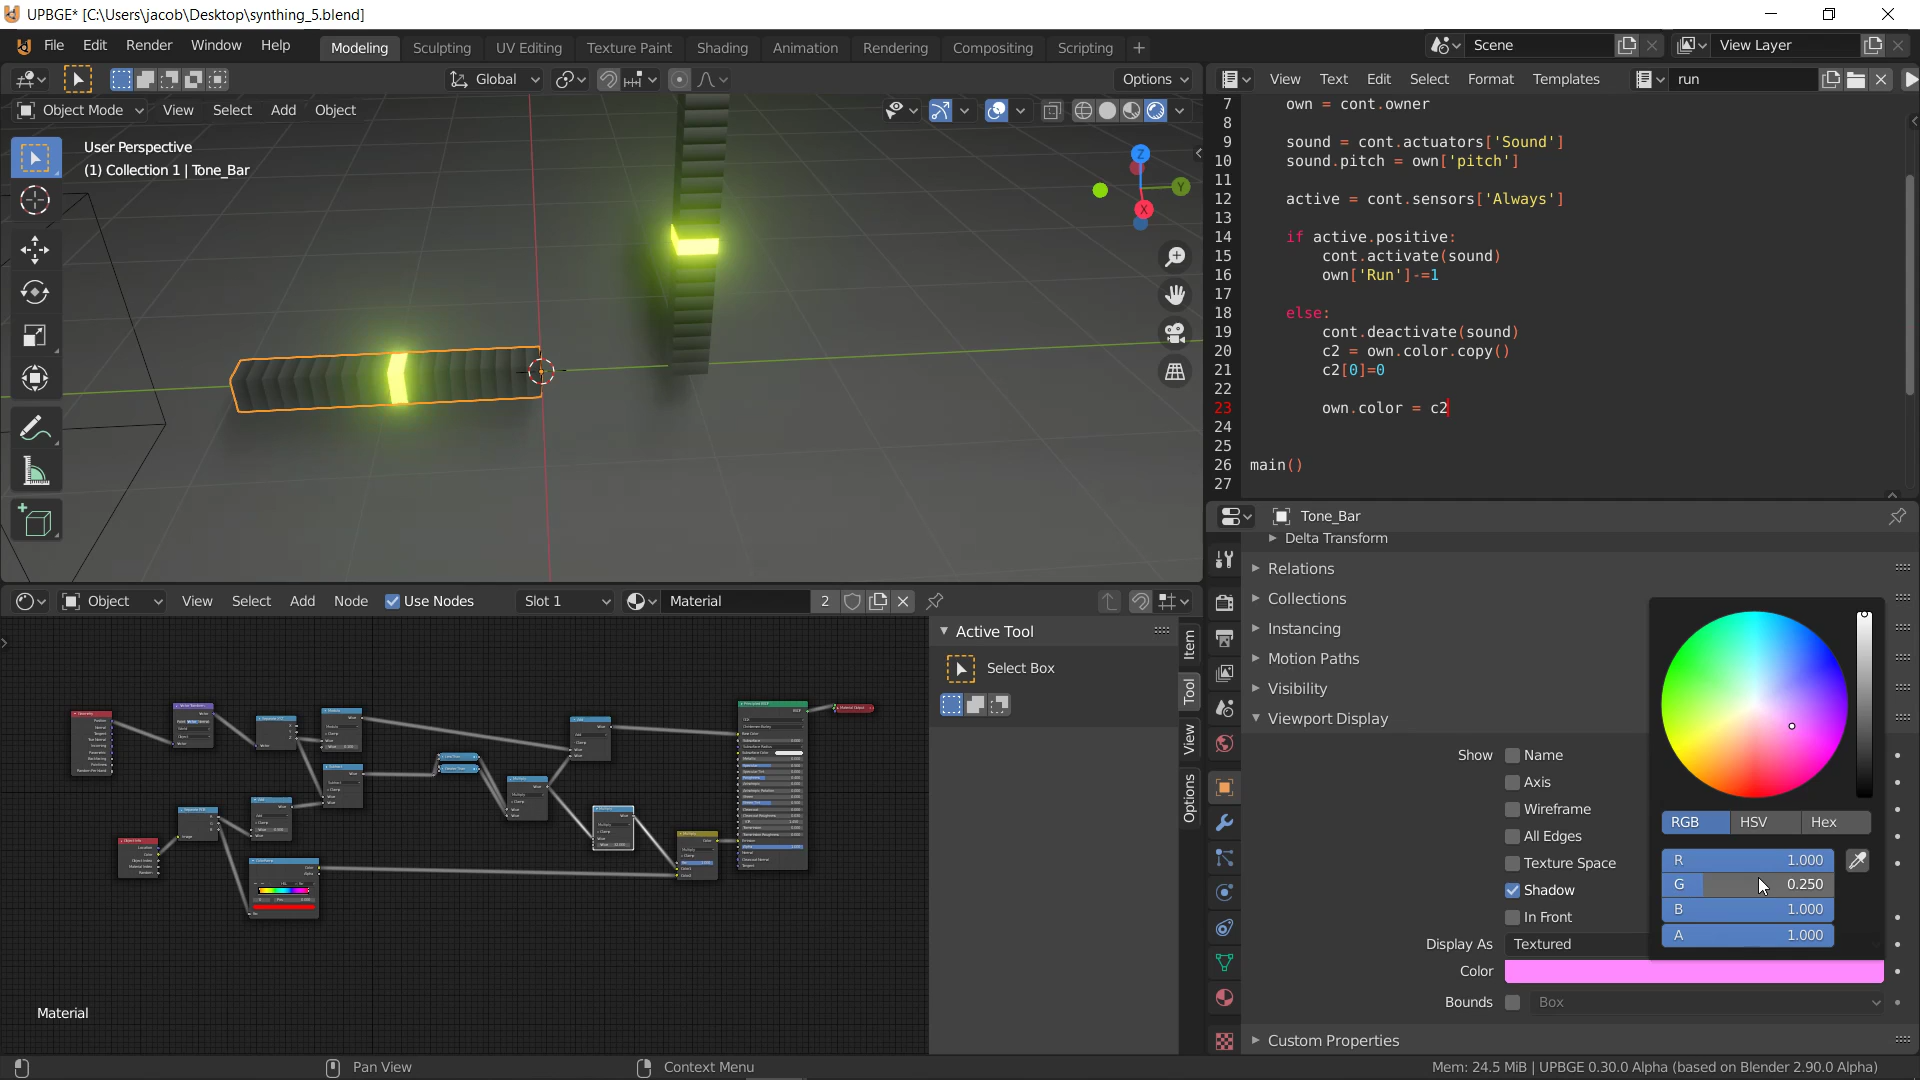 UPBGE* [C:\Users\jacob\Desktop\synthing_5.blend]
File Edit Render Window Help
Modeling Sculpting UV Editing Texture Paint Shading Animation Rendering Compositing Scripting +
Scene
View Layer
Global
Options
View Text Edit Select Format Templates
run
Object Mode View Select Add Object
User Perspective
(1) Collection 1 | Tone_Bar
Z
Y
X
7 own = cont.owner
8
9 sound = cont.actuators['Sound']
10 sound.pitch = own['pitch']
11
12 active = cont.sensors['Always']
13
14 if active.positive:
15 cont.activate(sound)
16 own['Run']-=1
17
18 else:
19 cont.deactivate(sound)
20 c2 = own.color.copy()
21 c2[0]=0
22
23 own.color = c2
24
25
26 main()
27
Object View Select Add Node Use Nodes Slot 1 Material 2
Active Tool
Select Box
Item
Tool
View
Options
Material
Tone_Bar
Delta Transform
Relations
Collections
Instancing
Motion Paths
Visibility
Viewport Display
Show Name
Axis
Wireframe
All Edges
Texture Space
Shadow
In Front
Display As Textured
Color
Bounds Box
Custom Properties
RGB HSV Hex
R 1.000
G 0.250
B 1.000
A 1.000
Pan View
Context Menu
Mem: 24.5 MiB | UPBGE 0.30.0 Alpha (based on Blender 2.90.0 Alpha)